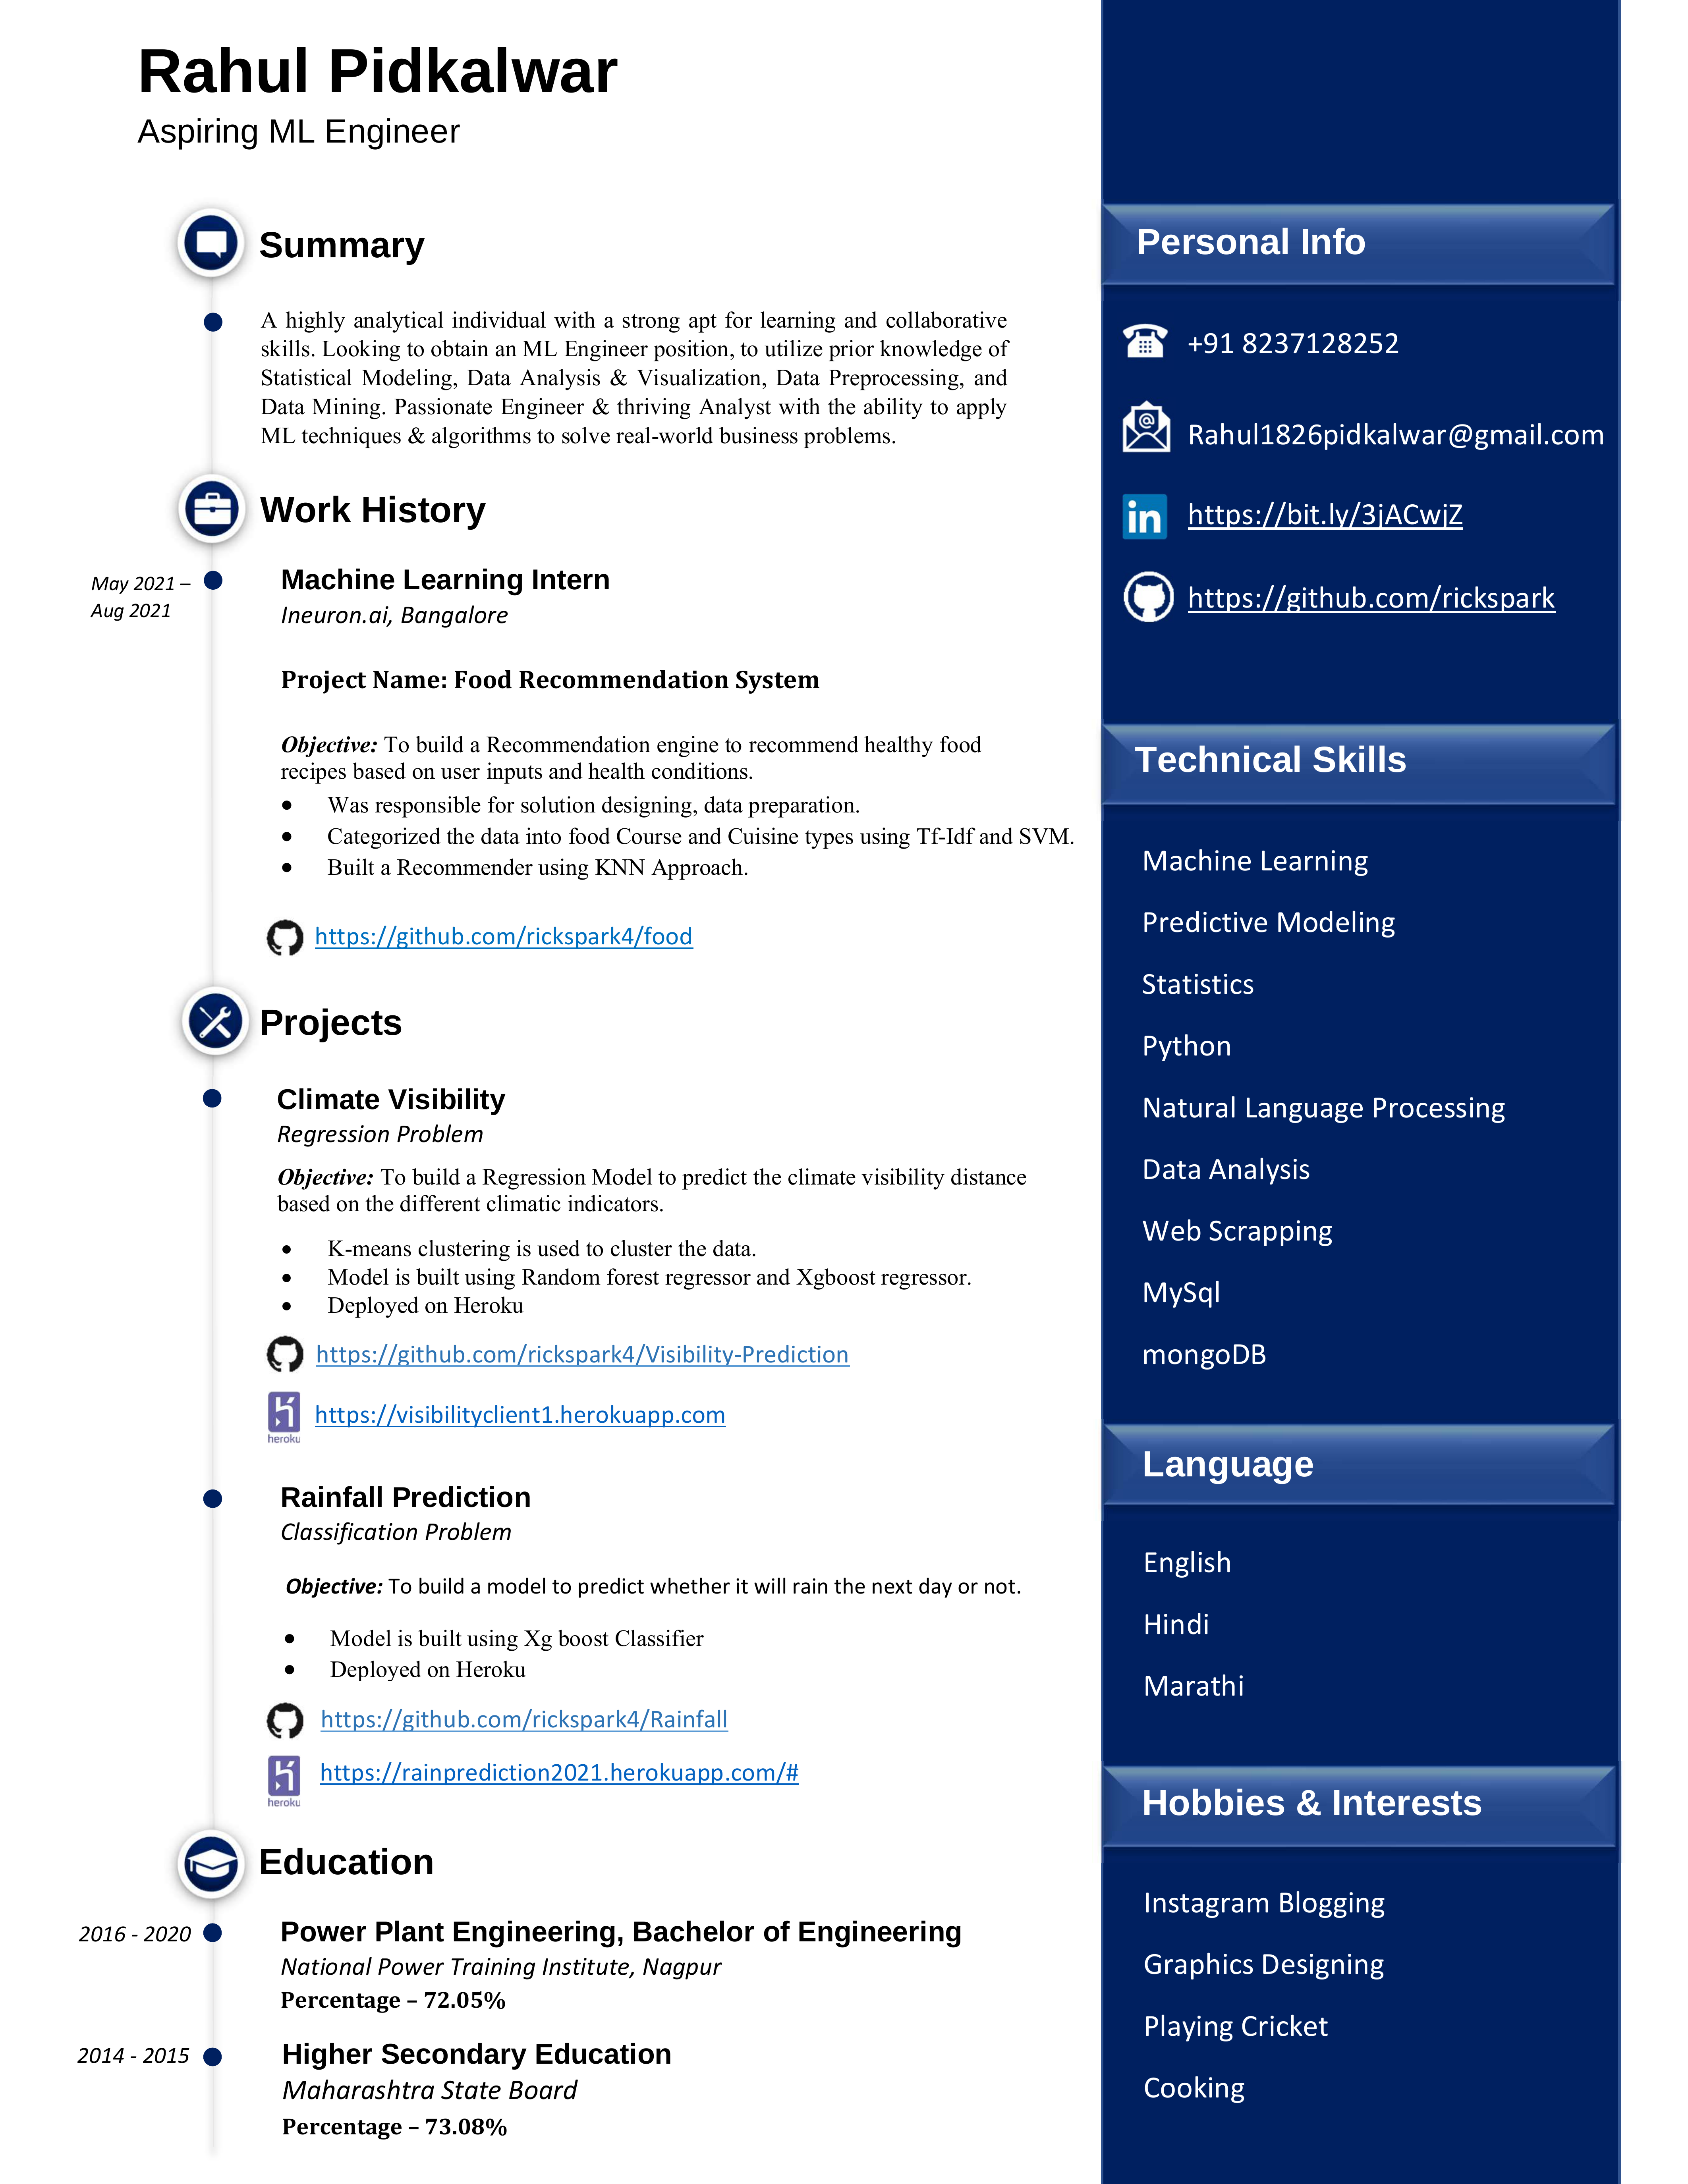 Rahul Pidkalwar
Aspiring ML Engineer
Summary
A highly analytical individual with a strong apt for learning and collaborative
skills. Looking to obtain an ML Engineer position, to utilize prior knowledge of
Statistical Modeling, Data Analysis & Visualization, Data Preprocessing, and
Data Mining. Passionate Engineer & thriving Analyst with the ability to apply
ML techniques & algorithms to solve real-world business problems.
Work History
May 2021 –
Aug 2021
Machine Learning Intern
Ineuron.ai, Bangalore
Project Name: Food Recommendation System
Objective: To build a Recommendation engine to recommend healthy food
recipes based on user inputs and health conditions.
• Was responsible for solution designing, data preparation.
• Categorized the data into food Course and Cuisine types using Tf-Idf and SVM.
• Built a Recommender using KNN Approach.
https://github.com/rickspark4/food
Projects
Climate Visibility
Regression Problem
Objective: To build a Regression Model to predict the climate visibility distance
based on the different climatic indicators.
• K-means clustering is used to cluster the data.
• Model is built using Random forest regressor and Xgboost regressor.
• Deployed on Heroku
https://github.com/rickspark4/Visibility-Prediction
heroku
https://visibilityclient1.herokuapp.com
Rainfall Prediction
Classification Problem
Objective: To build a model to predict whether it will rain the next day or not.
• Model is built using Xg boost Classifier
• Deployed on Heroku
https://github.com/rickspark4/Rainfall
heroku
https://rainprediction2021.herokuapp.com/#
Education
2016 - 2020
Power Plant Engineering, Bachelor of Engineering
National Power Training Institute, Nagpur
Percentage – 72.05%
2014 - 2015
Higher Secondary Education
Maharashtra State Board
Percentage – 73.08%
Personal Info
+91 8237128252
Rahul1826pidkalwar@gmail.com
in
https://bit.ly/3jACwjZ
https://github.com/rickspark
Technical Skills
Machine Learning
Predictive Modeling
Statistics
Python
Natural Language Processing
Data Analysis
Web Scrapping
MySql
mongoDB
Language
English
Hindi
Marathi
Hobbies & Interests
Instagram Blogging
Graphics Designing
Playing Cricket
Cooking